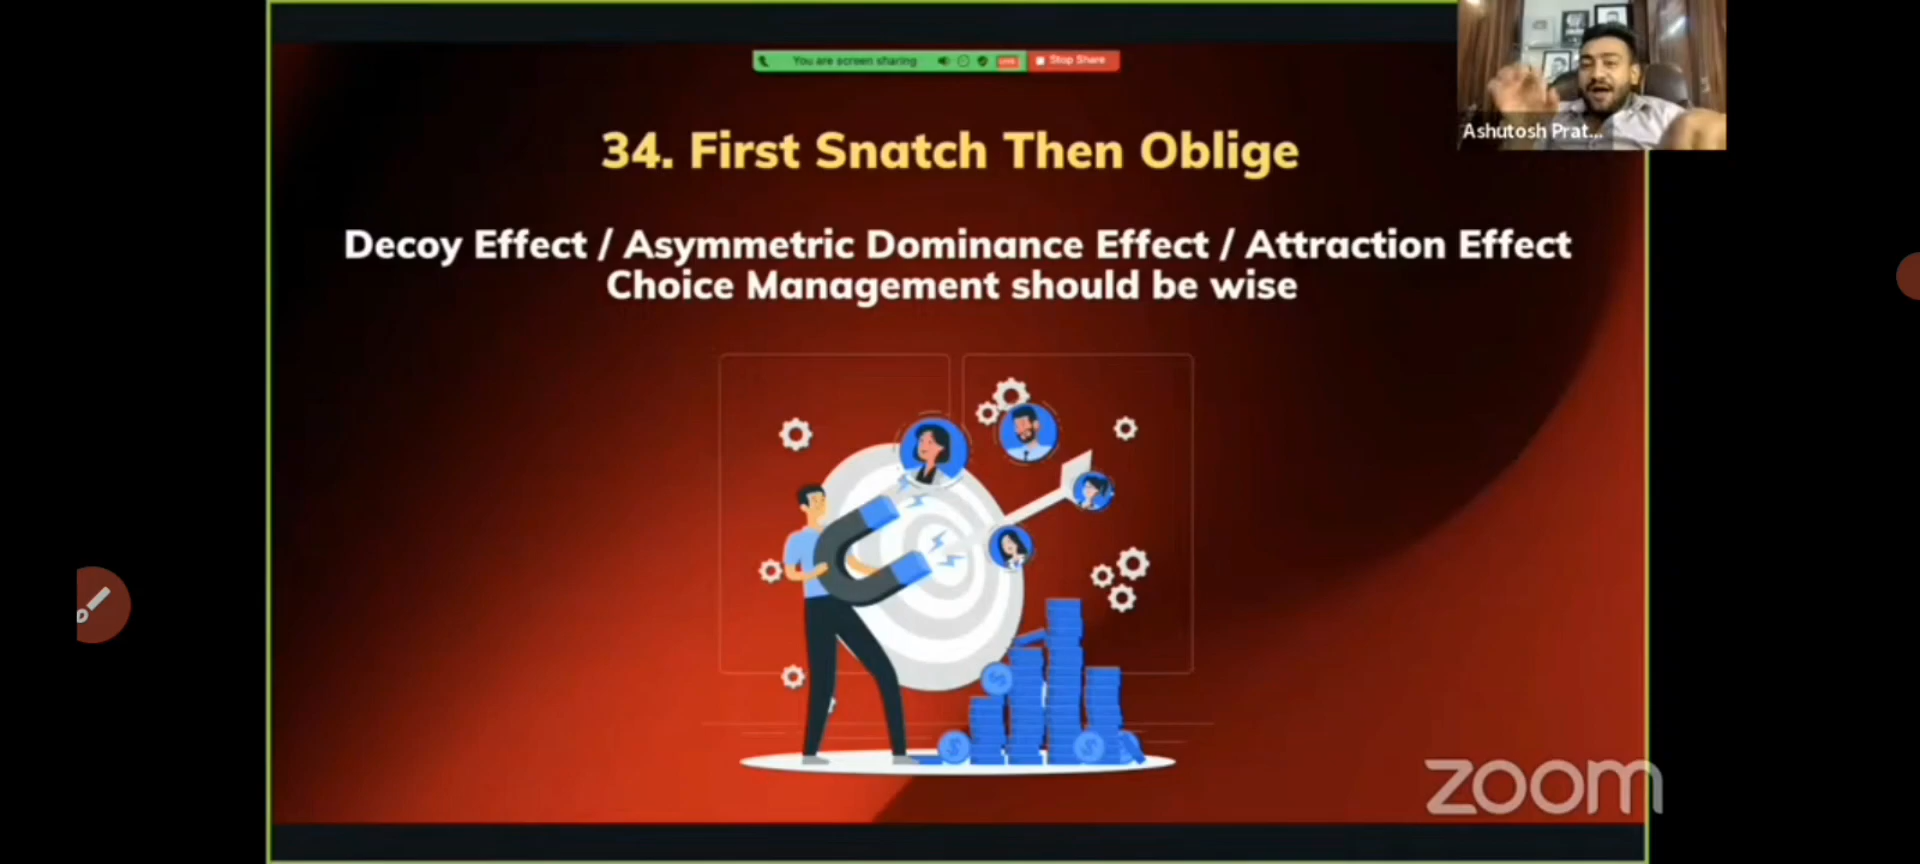 You are screen sharing
LIVE
Stop Share
Ashutosh Prat...
34. First Snatch Then Oblige
Decoy Effect / Asymmetric Dominance Effect / Attraction Effect
Choice Management should be wise
zoom